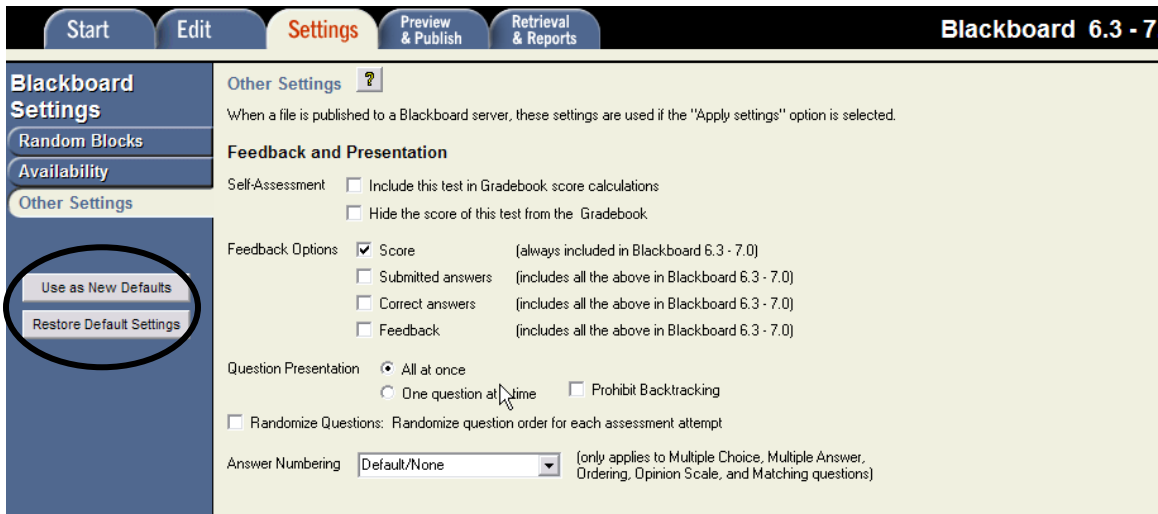 Start
Edit
Settings
Preview
& Publish
Retrieval
& Reports
Blackboard 6.3 - 7
Blackboard
Settings
Random Blocks
Availability
Other Settings
Use as New Defaults
Restore Default Settings
Other Settings ?
When a file is published to a Blackboard server, these settings are used if the "Apply settings" option is selected.
Feedback and Presentation
Self-Assessment Include this test in Gradebook score calculations
Hide the score of this test from the Gradebook
Feedback Options Score (always included in Blackboard 6.3 - 7.0)
Submitted answers (includes all the above in Blackboard 6.3 - 7.0)
Correct answers (includes all the above in Blackboard 6.3 - 7.0)
Feedback (includes all the above in Blackboard 6.3 - 7.0)
Question Presentation All at once
One question at time Prohibit Backtracking
Randomize Questions: Randomize question order for each assessment attempt
Answer Numbering Default/None (only applies to Multiple Choice, Multiple Answer,
Ordering, Opinion Scale, and Matching questions)